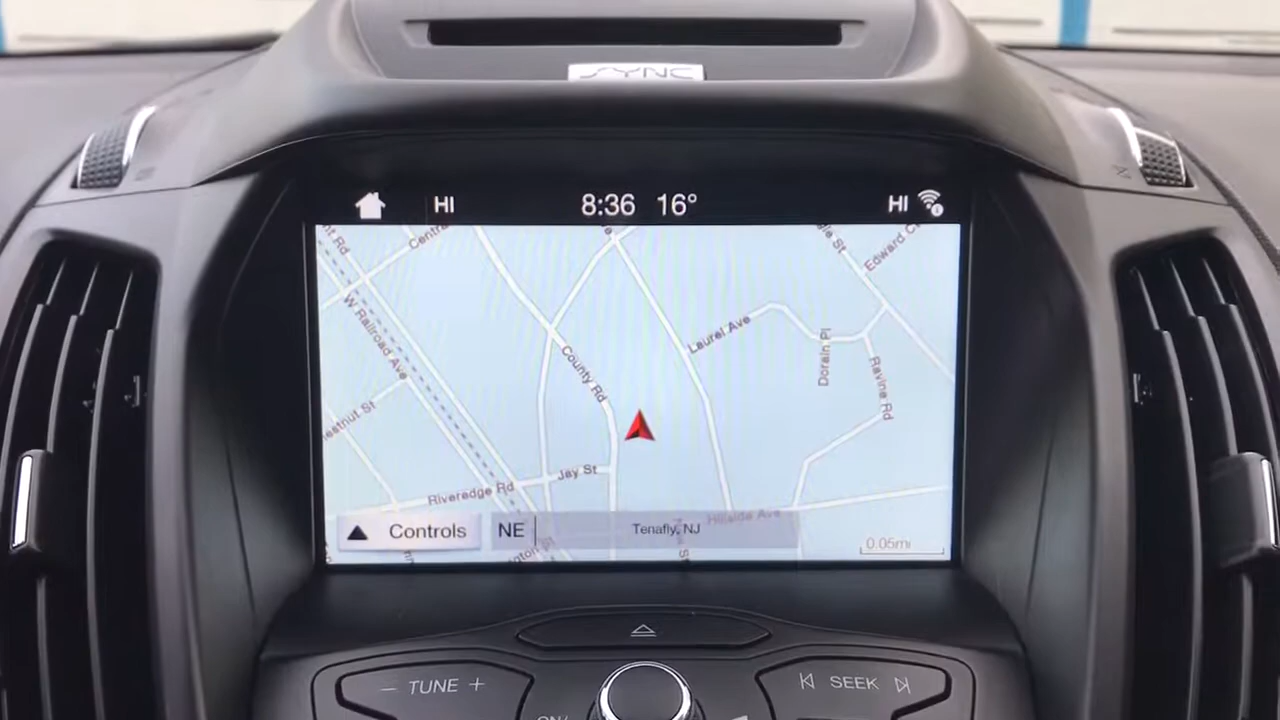 SYNC
HI
8:36 16°
HI
Centre
Edward C
W Railroad Ave
Laurel Ave
Dorain Pl
County Rd
Ravine Rd
estnut St
Jay St
Riveredge Rd
Hillside Ave
Controls
NE
Tenafly, NJ
0.05mi
- TUNE +
SEEK
ON/